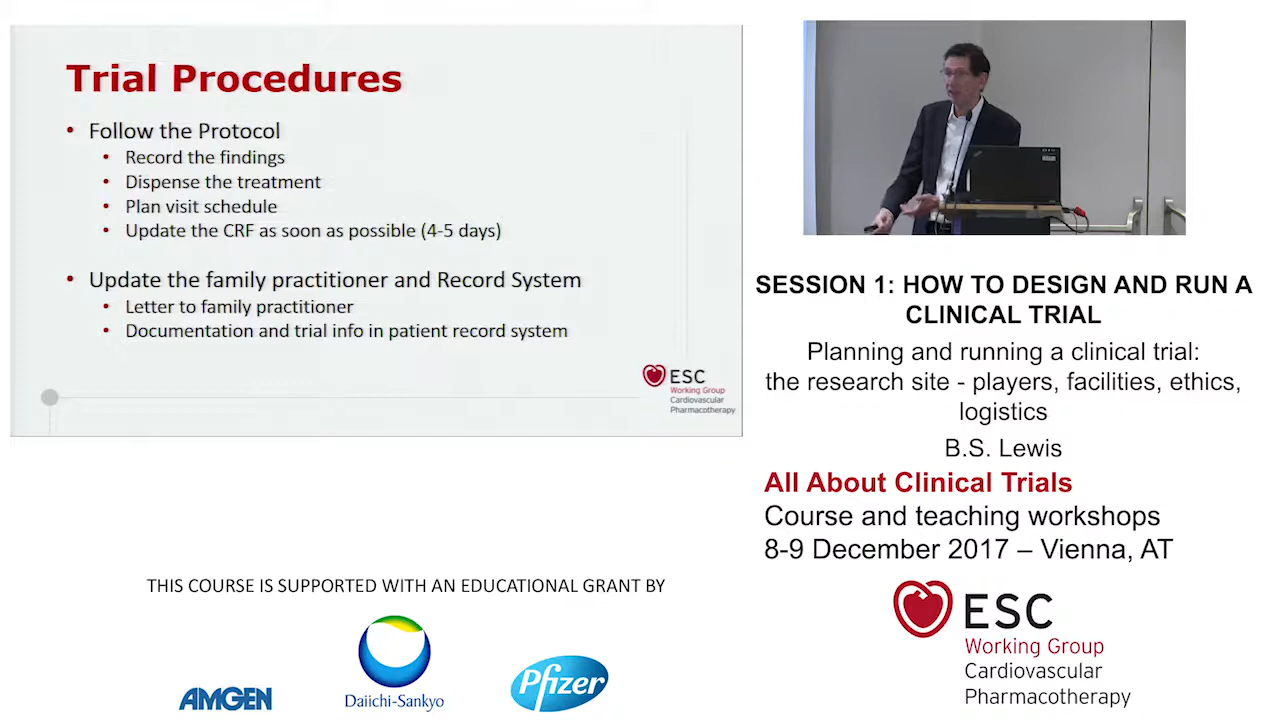 Trial Procedures
• Follow the Protocol
• Record the findings
• Dispense the treatment
• Plan visit schedule
• Update the CRF as soon as possible (4-5 days)
• Update the family practitioner and Record System
• Letter to family practitioner
• Documentation and trial info in patient record system
ESC
Working Group
Cardiovascular
Pharmacotherapy
SESSION 1: HOW TO DESIGN AND RUN A
CLINICAL TRIAL
Planning and running a clinical trial:
the research site - players, facilities, ethics,
logistics
B.S. Lewis
All About Clinical Trials
Course and teaching workshops
8-9 December 2017 – Vienna, AT
THIS COURSE IS SUPPORTED WITH AN EDUCATIONAL GRANT BY
AMGEN
Daiichi-Sankyo
Pfizer
ESC
Working Group
Cardiovascular
Pharmacotherapy